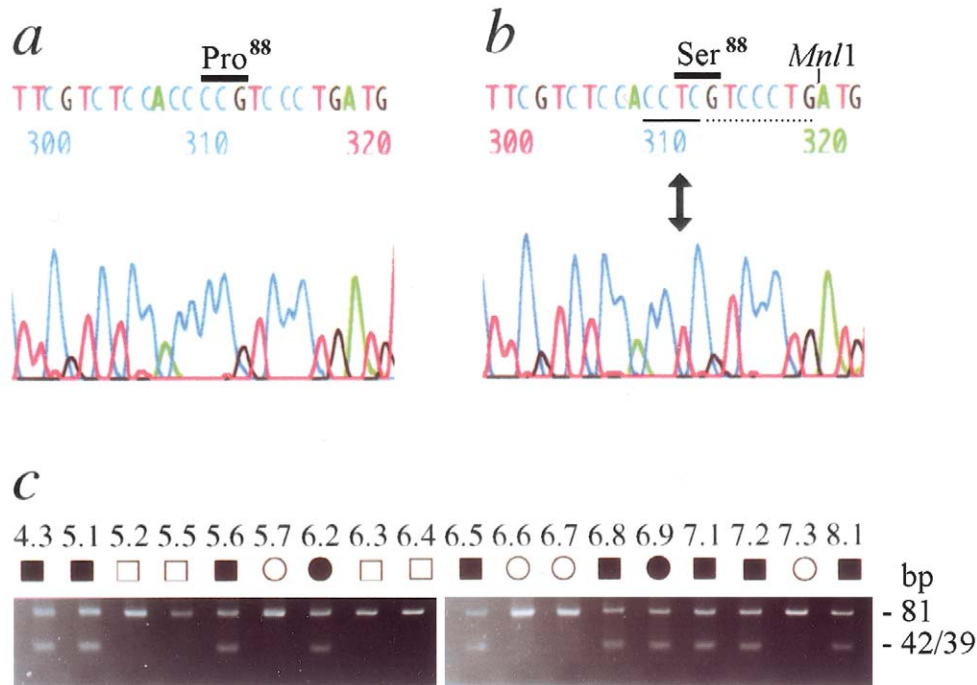 a
b
Pro⁸⁸
Ser⁸⁸
Mnl1
TTCGTCTCCACCCCGTCCCTGATG
TTCGTCTCCACCTCGTCCCTGATG
300 310 320
300 310 320
c
4.3 5.1 5.2 5.5 5.6 5.7 6.2 6.3 6.4 6.5 6.6 6.7 6.8 6.9 7.1 7.2 7.3 8.1
bp
- 81
- 42/39